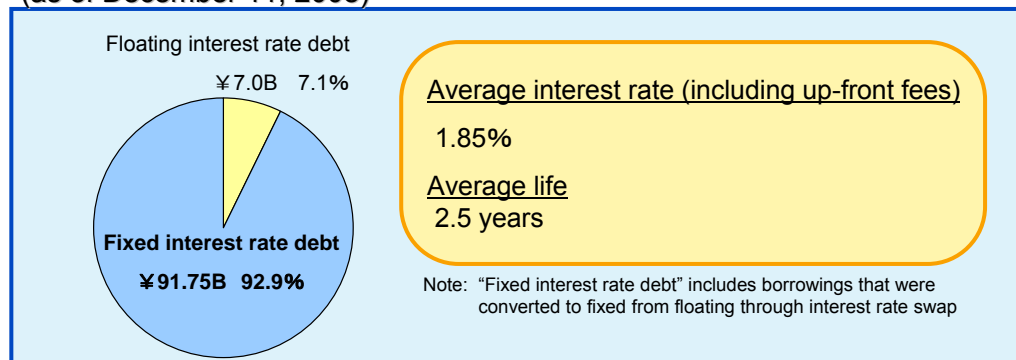 Floating interest rate debt
¥7.0B 7.1%
Fixed interest rate debt
¥91.75B 92.9%
Average interest rate (including up-front fees)
1.85%
Average life
2.5 years
Note: “Fixed interest rate debt” includes borrowings that were
converted to fixed from floating through interest rate swap